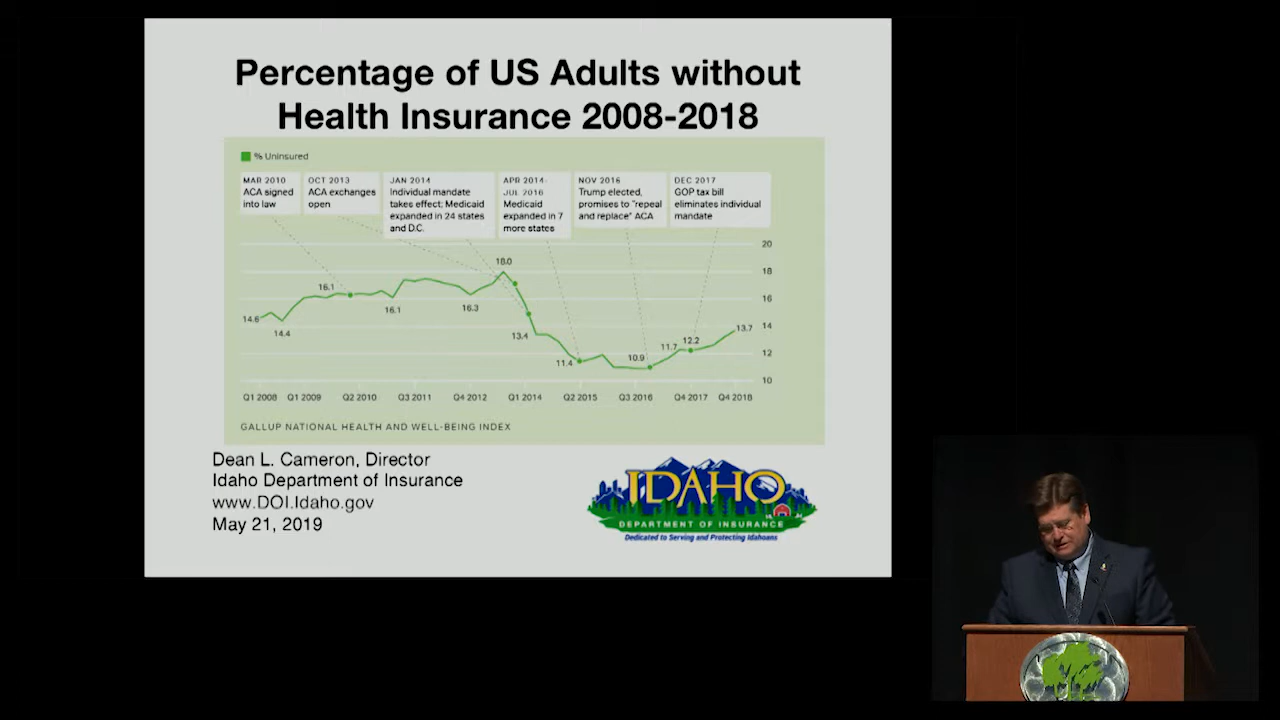 Percentage of US Adults without
Health Insurance 2008-2018
% Uninsured
MAR 2010
ACA signed
into law
OCT 2013
ACA exchanges
open
JAN 2014
Individual mandate
takes effect; Medicaid
expanded in 24 states
and D.C.
APR 2014-
JUL 2016
Medicaid
expanded in 7
more states
NOV 2016
Trump elected,
promises to "repeal
and replace" ACA
DEC 2017
GOP tax bill
eliminates individual
mandate
20
18
16
14
12
10
14.6
14.4
16.1
16.1
16.3
18.0
13.4
11.4
10.9
11.7
12.2
13.7
Q1 2008 Q1 2009 Q2 2010 Q3 2011 Q4 2012 Q1 2014 Q2 2015 Q3 2016 Q4 2017 Q4 2018
GALLUP NATIONAL HEALTH AND WELL-BEING INDEX
Dean L. Cameron, Director
Idaho Department of Insurance
www.DOI.Idaho.gov
May 21, 2019
IDAHO
DEPARTMENT OF INSURANCE
Dedicated to Serving and Protecting Idahoans